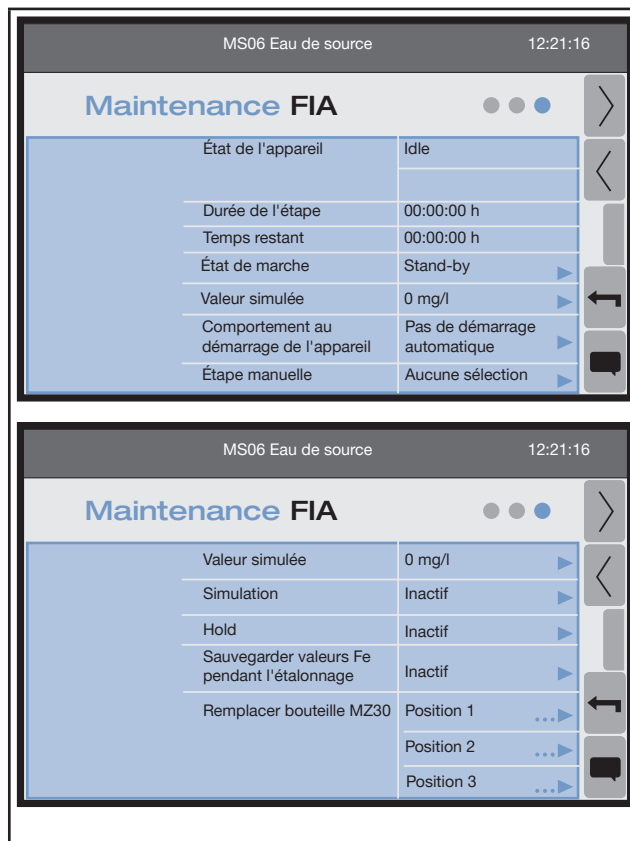 MS06 Eau de source 12:21:16
Maintenance FIA
État de l'appareil Idle
Durée de l'étape 00:00:00 h
Temps restant 00:00:00 h
État de marche Stand-by
Valeur simulée 0 mg/l
Comportement au Pas de démarrage
démarrage de l'appareil automatique
Étape manuelle Aucune sélection
MS06 Eau de source 12:21:16
Maintenance FIA
Valeur simulée 0 mg/l
Simulation Inactif
Hold Inactif
Sauvegarder valeurs Fe
pendant l'étalonnage Inactif
Remplacer bouteille MZ30 Position 1 ...
Position 2 ...
Position 3 ...